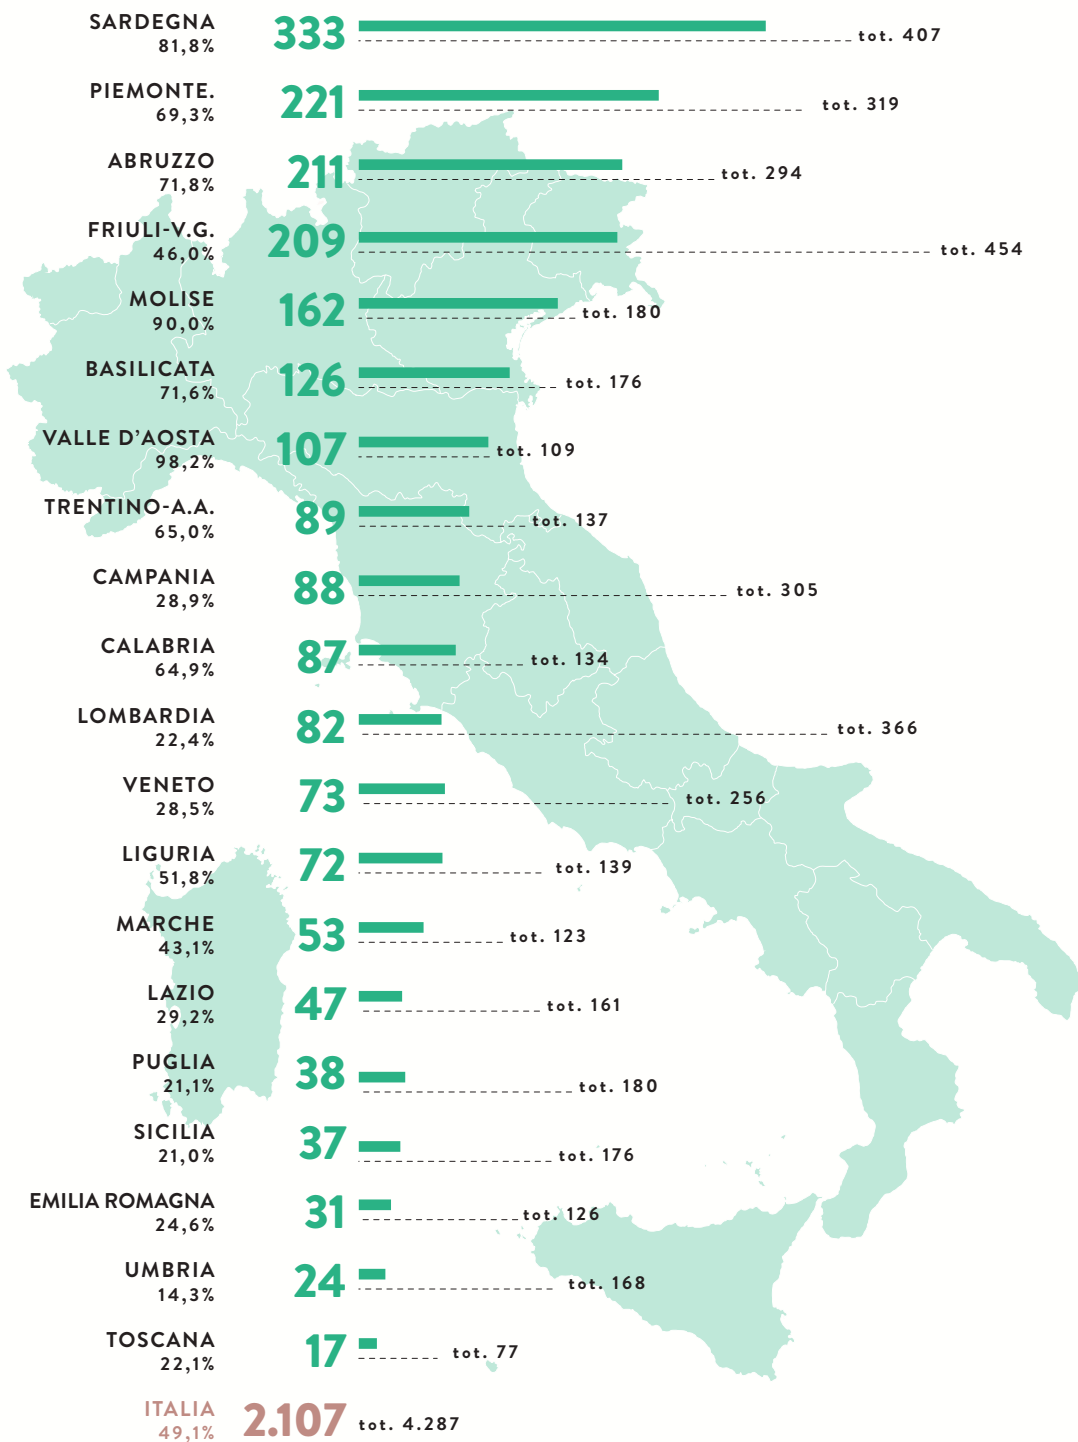 SARDEGNA
81,8%
333
tot. 407
PIEMONTE.
69,3%
221
tot. 319
ABRUZZO
71,8%
211
tot. 294
FRIULI-V.G.
46,0%
209
tot. 454
MOLISE
90,0%
162
tot. 180
BASILICATA
71,6%
126
tot. 176
VALLE D'AOSTA
98,2%
107
tot. 109
TRENTINO-A.A.
65,0%
89
tot. 137
CAMPANIA
28,9%
88
tot. 305
CALABRIA
64,9%
87
tot. 134
LOMBARDIA
22,4%
82
tot. 366
VENETO
28,5%
73
tot. 256
LIGURIA
51,8%
72
tot. 139
MARCHE
43,1%
53
tot. 123
LAZIO
29,2%
47
tot. 161
PUGLIA
21,1%
38
tot. 180
SICILIA
21,0%
37
tot. 176
EMILIA ROMAGNA
24,6%
31
tot. 126
UMBRIA
14,3%
24
tot. 168
TOSCANA
22,1%
17
tot. 77
ITALIA
49,1%
2.107
tot. 4.287